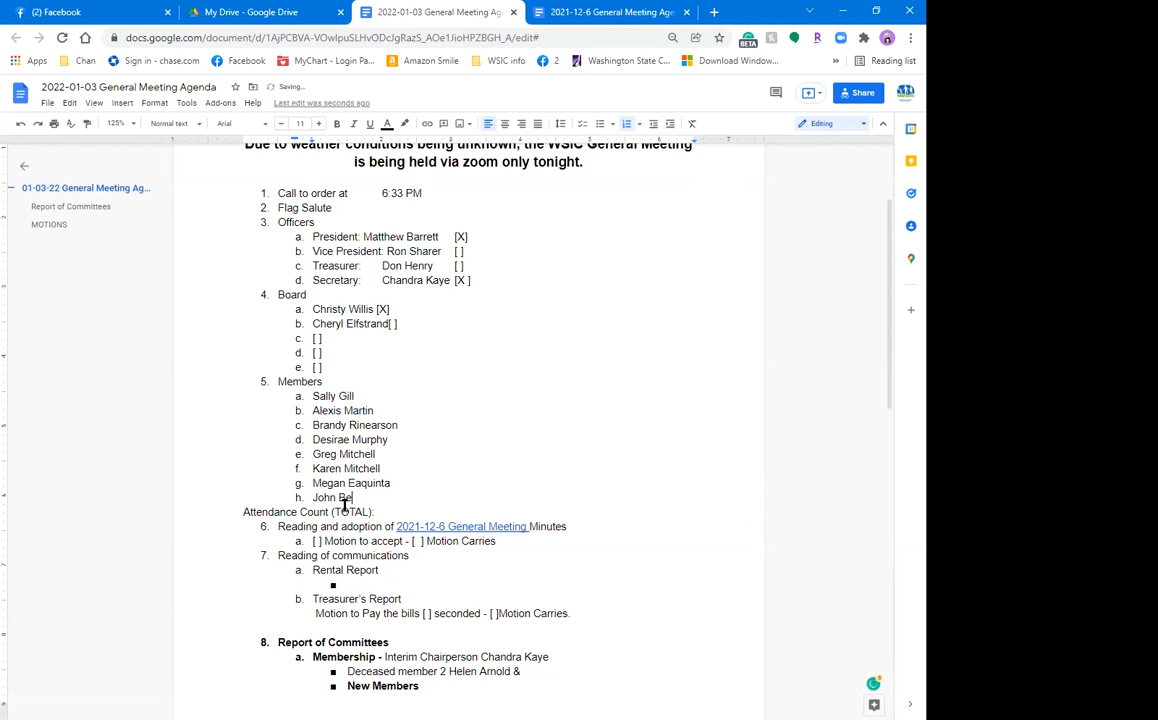 (2) Facebook
My Drive - Google Drive
2022-01-03 General Meeting Ag
2021-12-6 General Meeting Age
docs.google.com/document/d/1AjPCBVA-VOwIpuSLHvODcJgRazS_AOe1JioHPZBGH_A/edit#
BETA
Apps
Chan
Sign in - chase.com
Facebook
MyChart - Login Pa...
Amazon Smile
WSIC info
2
Washington State C...
Download Window...
Reading list
2022-01-03 General Meeting Agenda
Saving...
File Edit View Insert Format Tools Add-ons Help Last edit was seconds ago
Share
125% Normal text Arial 11 Editing
Due to weather conditions being unknown, the WSIC General Meeting
is being held via zoom only tonight.
01-03-22 General Meeting Ag...
Report of Committees
MOTIONS
1. Call to order at 6:33 PM
2. Flag Salute
3. Officers
a. President: Matthew Barrett [X]
b. Vice President: Ron Sharer [ ]
c. Treasurer: Don Henry [ ]
d. Secretary: Chandra Kaye [X ]
4. Board
a. Christy Willis [X]
b. Cheryl Elfstrand[ ]
c. [ ]
d. [ ]
e. [ ]
5. Members
a. Sally Gill
b. Alexis Martin
c. Brandy Rinearson
d. Desirae Murphy
e. Greg Mitchell
f. Karen Mitchell
g. Megan Eaquinta
h. John Be
Attendance Count (TOTAL):
6. Reading and adoption of 2021-12-6 General Meeting Minutes
a. [ ] Motion to accept - [ ] Motion Carries
7. Reading of communications
a. Rental Report
b. Treasurer's Report
Motion to Pay the bills [ ] seconded - [ ]Motion Carries.
8. Report of Committees
a. Membership - Interim Chairperson Chandra Kaye
Deceased member 2 Helen Arnold &
New Members